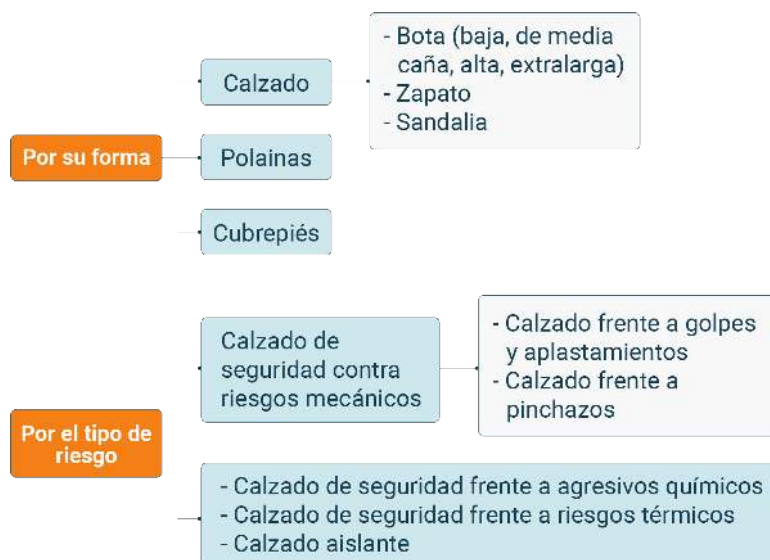 Por su forma
Calzado
- Bota (baja, de media
caña, alta, extralarga)
- Zapato
- Sandalia
Polainas
Cubrepiés
Por el tipo de
riesgo
Calzado de
seguridad contra
riesgos mecánicos
- Calzado frente a golpes
y aplastamientos
- Calzado frente a
pinchazos
- Calzado de seguridad frente a agresivos químicos
- Calzado de seguridad frente a riesgos térmicos
- Calzado aislante